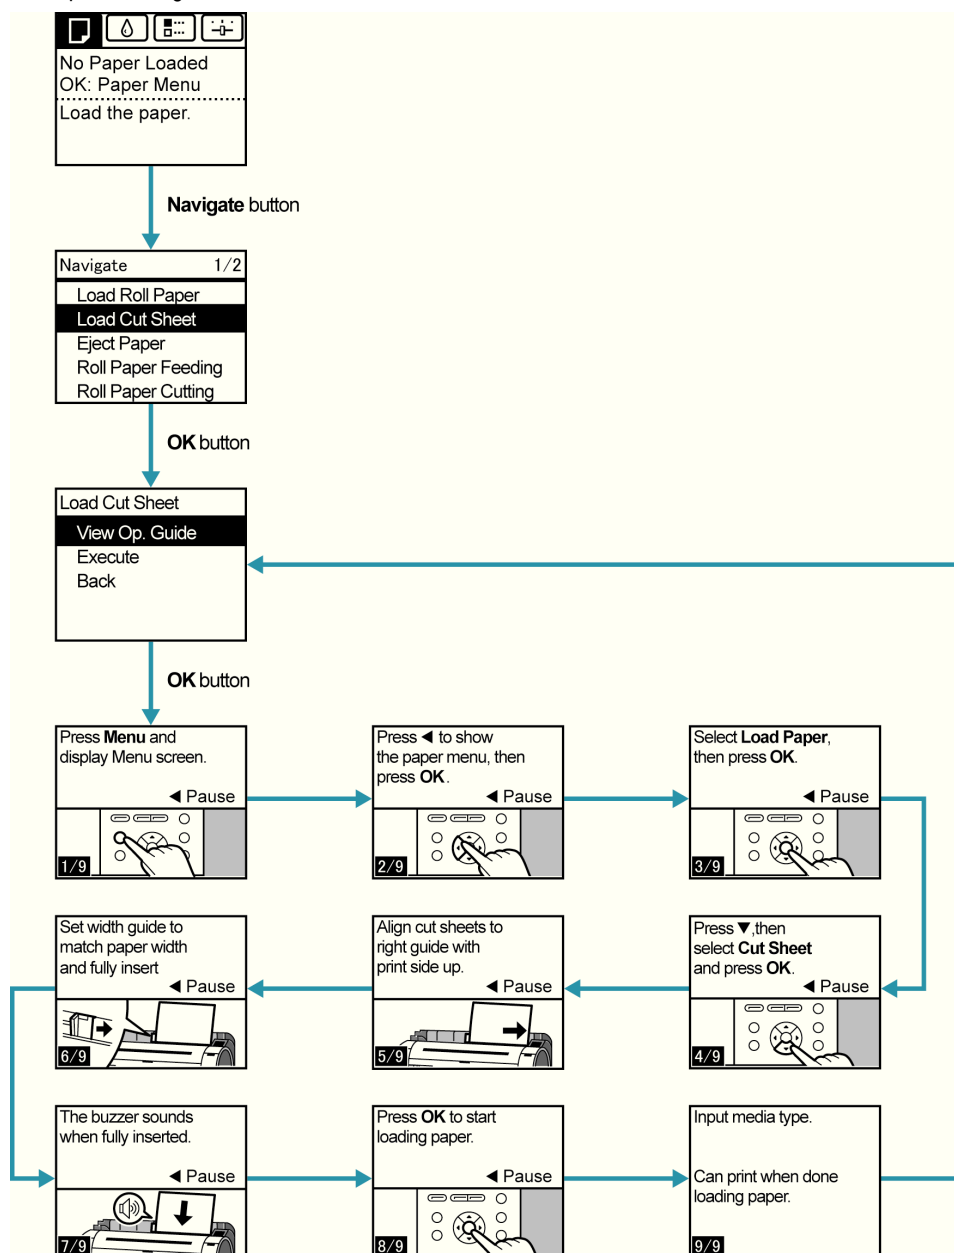 No Paper Loaded
OK: Paper Menu
Load the paper.
Navigate button
Navigate 1/2
Load Roll Paper
Load Cut Sheet
Eject Paper
Roll Paper Feeding
Roll Paper Cutting
OK button
Load Cut Sheet
View Op. Guide
Execute
Back
OK button
Press Menu and
display Menu screen.
◀ Pause
1/9
Press ◀ to show
the paper menu, then
press OK.
◀ Pause
2/9
Select Load Paper,
then press OK.
◀ Pause
3/9
Press ▼,then
select Cut Sheet
and press OK.
◀ Pause
4/9
Align cut sheets to
right guide with
print side up.
◀ Pause
5/9
Set width guide to
match paper width
and fully insert
◀ Pause
6/9
The buzzer sounds
when fully inserted.
◀ Pause
7/9
Press OK to start
loading paper.
◀ Pause
8/9
Input media type.
Can print when done
loading paper.
9/9